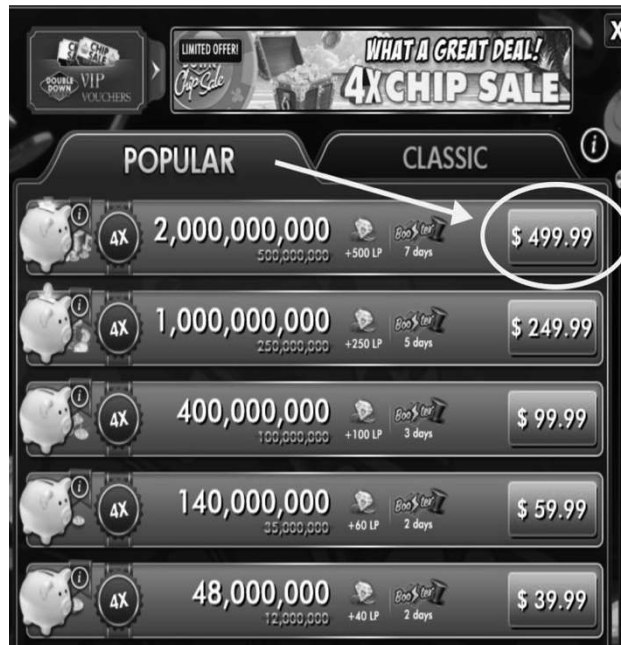 X
CHIP
SALE
DOUBLE
DOWN
VIP
VOUCHERS
LIMITED OFFER!
Chip Sale
WHAT A GREAT DEAL!
4X CHIP SALE
POPULAR
CLASSIC
i
i
4X
2,000,000,000
500,000,000
+500 LP
Booster
7 days
$ 499.99
i
4X
1,000,000,000
250,000,000
+250 LP
Booster
5 days
$ 249.99
i
4X
400,000,000
100,000,000
+100 LP
Booster
3 days
$ 99.99
i
4X
140,000,000
35,000,000
+60 LP
Booster
2 days
$ 59.99
i
4X
48,000,000
12,000,000
+40 LP
Booster
2 days
$ 39.99